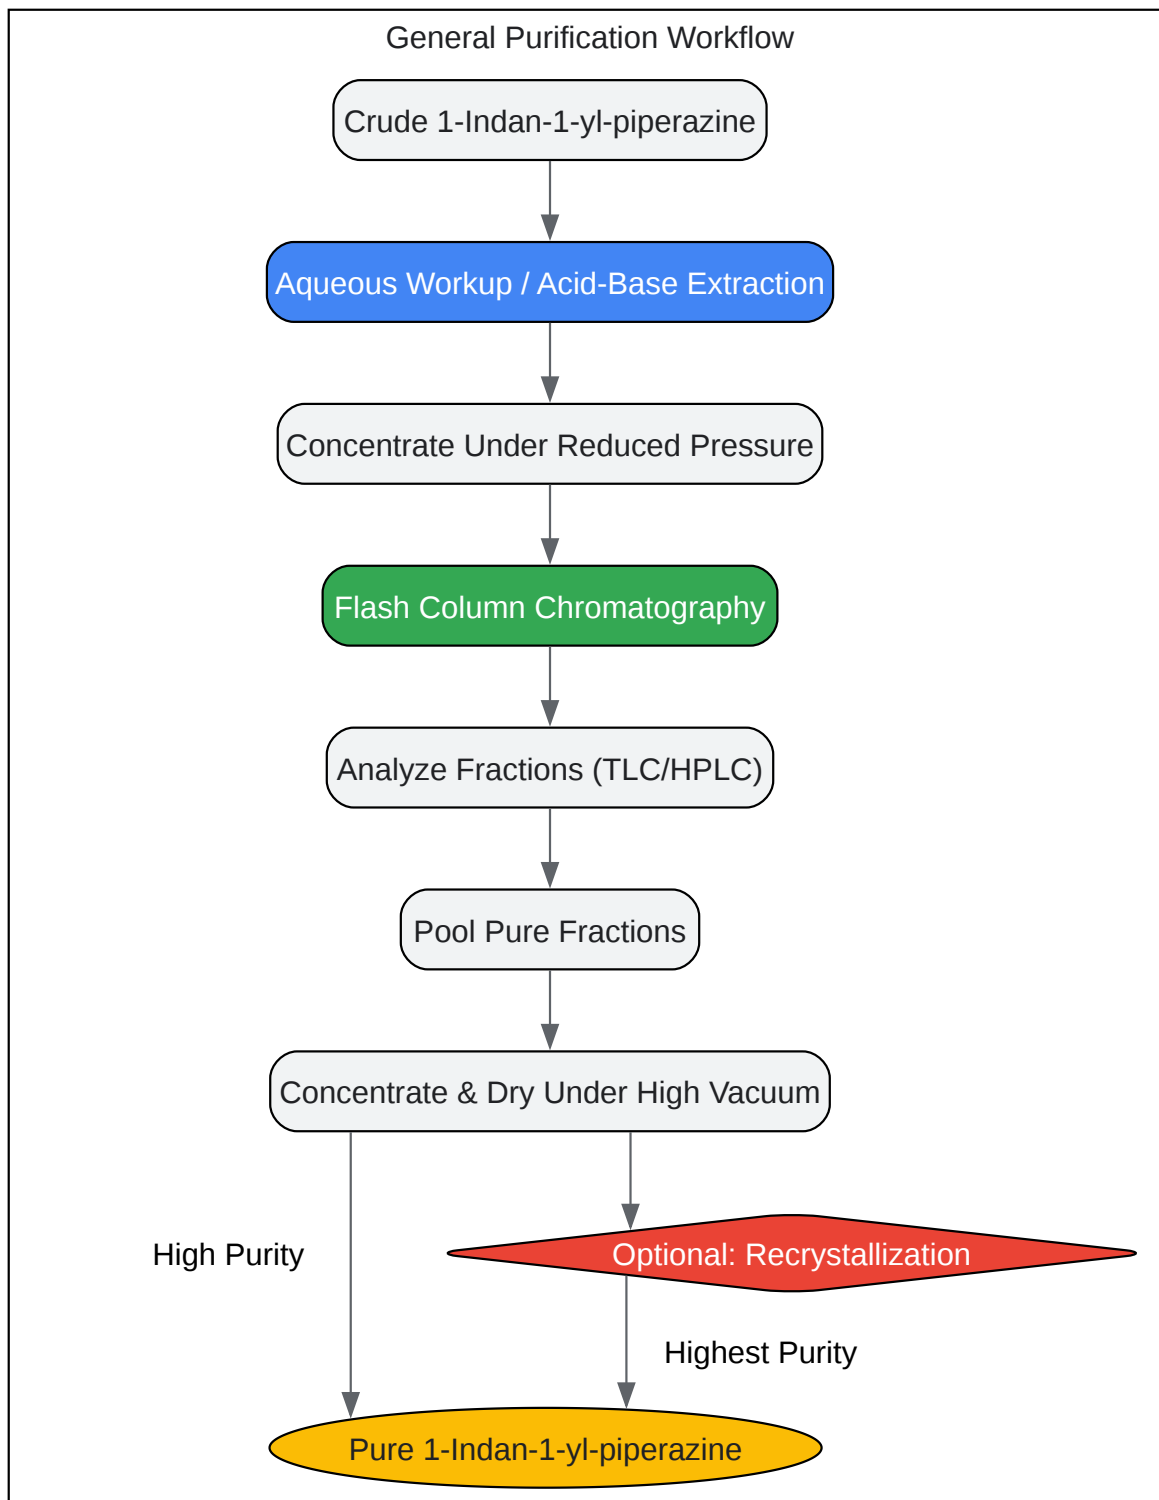 General Purification Workflow
Crude 1-Indan-1-yl-piperazine
Aqueous Workup / Acid-Base Extraction
Concentrate Under Reduced Pressure
Flash Column Chromatography
Analyze Fractions (TLC/HPLC)
Pool Pure Fractions
Concentrate & Dry Under High Vacuum
High Purity
Optional: Recrystallization
Highest Purity
Pure 1-Indan-1-yl-piperazine